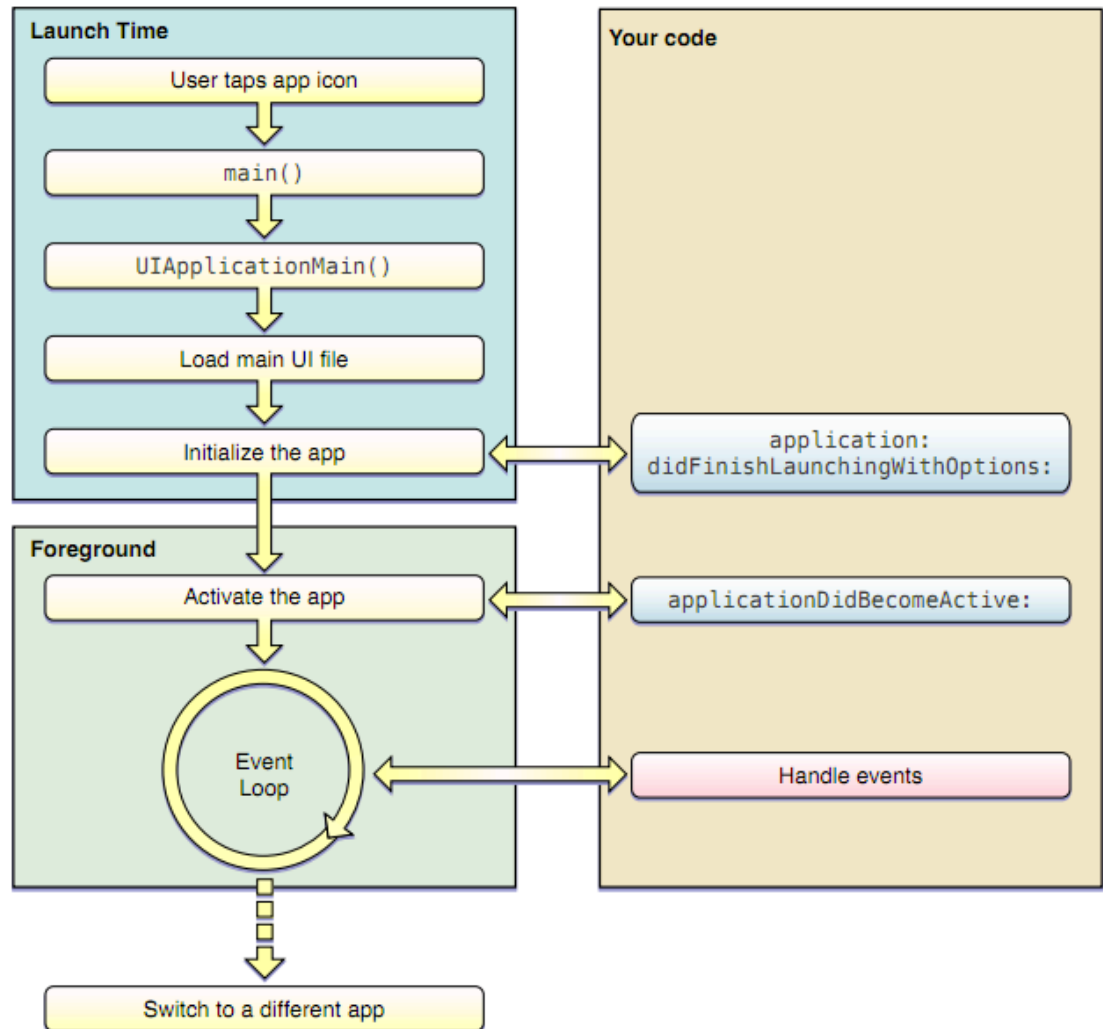 Launch Time
User taps app icon
main()
UIApplicationMain()
Load main UI file
Initialize the app
Foreground
Activate the app
Event
Loop
Switch to a different app
Your code
application:
didFinishLaunchingWithOptions:
applicationDidBecomeActive:
Handle events